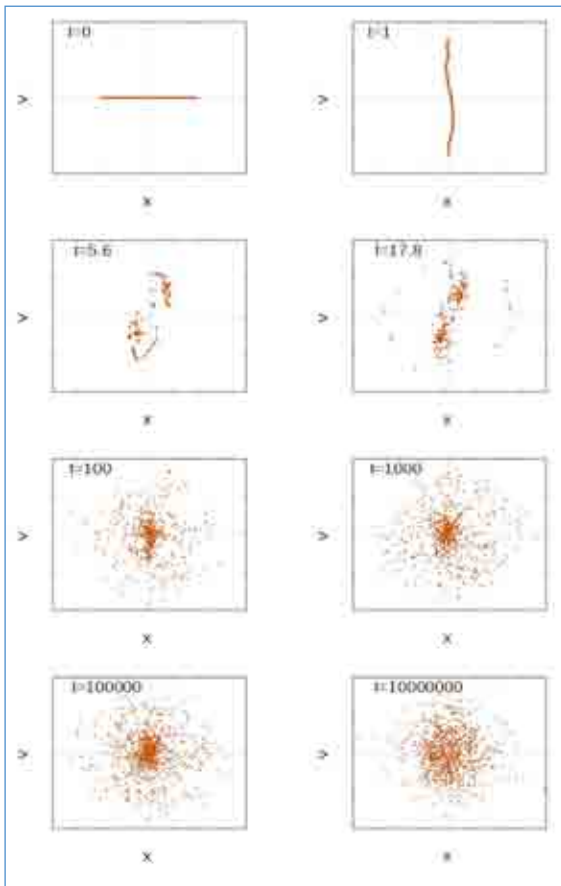 t=0
t=1
v
v
x
x
t=5.6
t=17.8
v
v
x
x
t=100
t=1000
v
v
x
x
t=100000
t=10000000
v
v
x
x